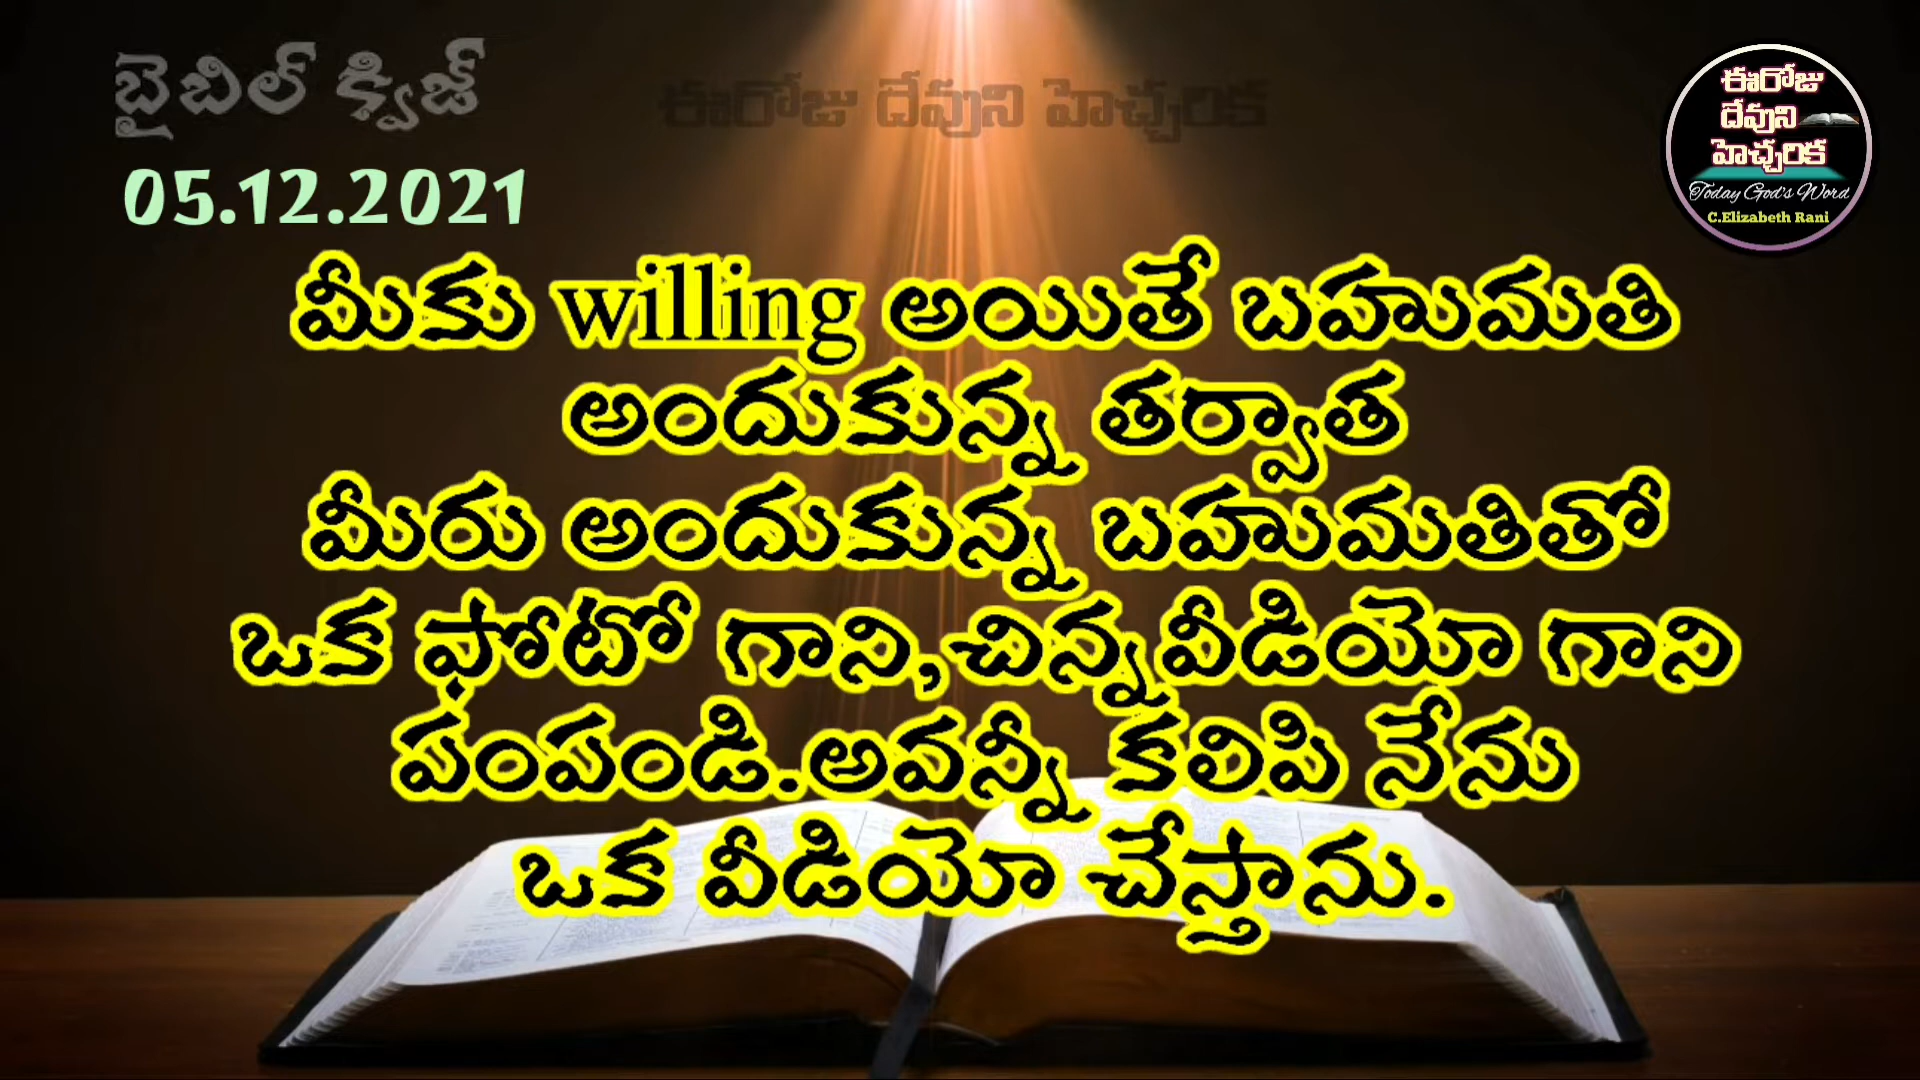 బైబిల్ క్విజ్
ఈరోజు దేవుని హెచ్చరిక
05.12.2021
ఈరోజు
దేవుని
హెచ్చరిక
Today God's Word
C.Elizabeth Rani
మీకు willing అయితే బహుమతి
అందుకున్న తర్వాత
మీరు అందుకున్న బహుమతితో
ఒక ఫోటో గాని,చిన్నవీడియో గాని
పంపండి.అవన్నీ కలిపి నేను
ఒక వీడియో చేస్తాను.